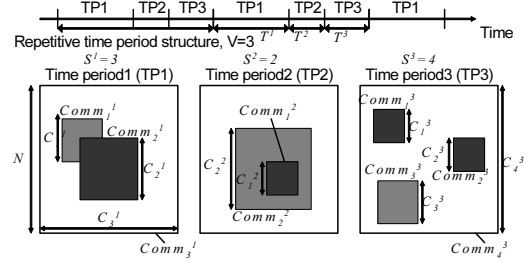 TP1 TP2 TP3 TP1 TP2 TP3 TP1
Repetitive time period structure, V=3 T¹ T² T³ Time
S¹=3 S²=2 S³=4
Time period1 (TP1) Time period2 (TP2) Time period3 (TP3)
Comm₁¹ Comm₁² Comm₁³
C₁¹ Comm₂¹ C₁³
N C₂¹ C₂² C₁² C₂³ C₄³
Comm₃³ Comm₂³
C₃¹ Comm₂² C₃³
Comm₃¹ Comm₄³